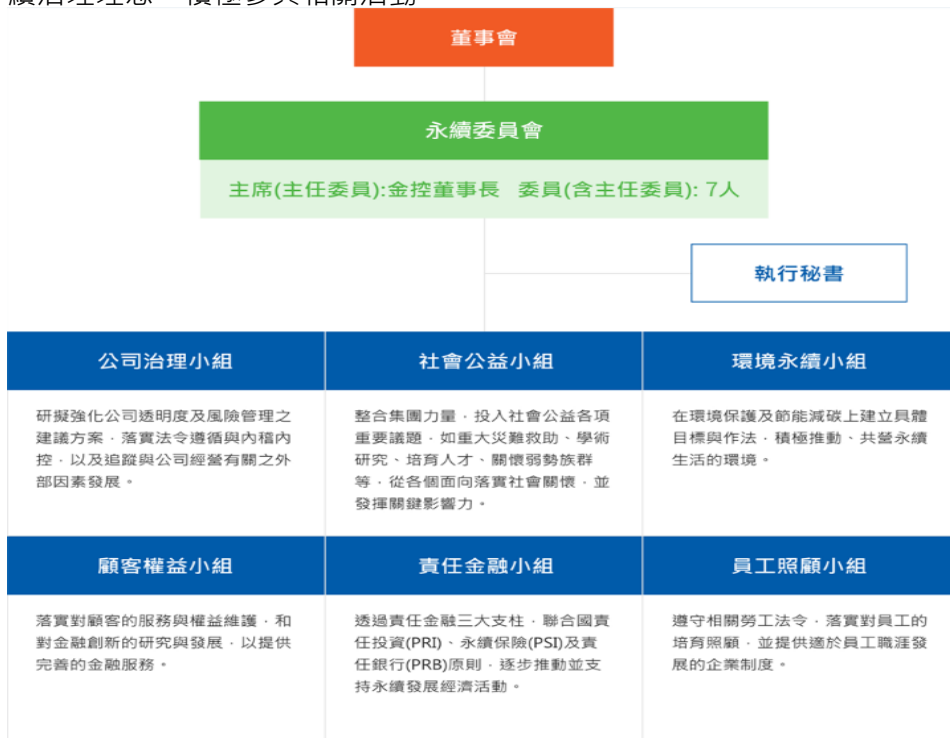 續治理理念，積極參與相關活動
董事會
永續委員會
主席(主任委員):金控董事長 委員(含主任委員): 7人
執行秘書
公司治理小組
研擬強化公司透明度及風險管理之
建議方案，落實法令遵循與內稽內
控，以及追蹤與公司經營有關之外
部因素發展。
社會公益小組
整合集團力量，投入社會公益各項
重要議題，如重大災難救助、學術
研究、培育人才、關懷弱勢族群
等，從各個面向落實社會關懷，並
發揮關鍵影響力。
環境永續小組
在環境保護及節能減碳上建立具體
目標與作法，積極推動、共營永續
生活的環境。
顧客權益小組
落實對顧客的服務與權益維護，和
對金融創新的研究與發展，以提供
完善的金融服務。
責任金融小組
透過責任金融三大支柱，聯合國責
任投資(PRI)、永續保險(PSI)及責
任銀行(PRB)原則，逐步推動並支
持永續發展經濟活動。
員工照顧小組
遵守相關勞工法令，落實對員工的
培育照顧，並提供適於員工職涯發
展的企業制度。